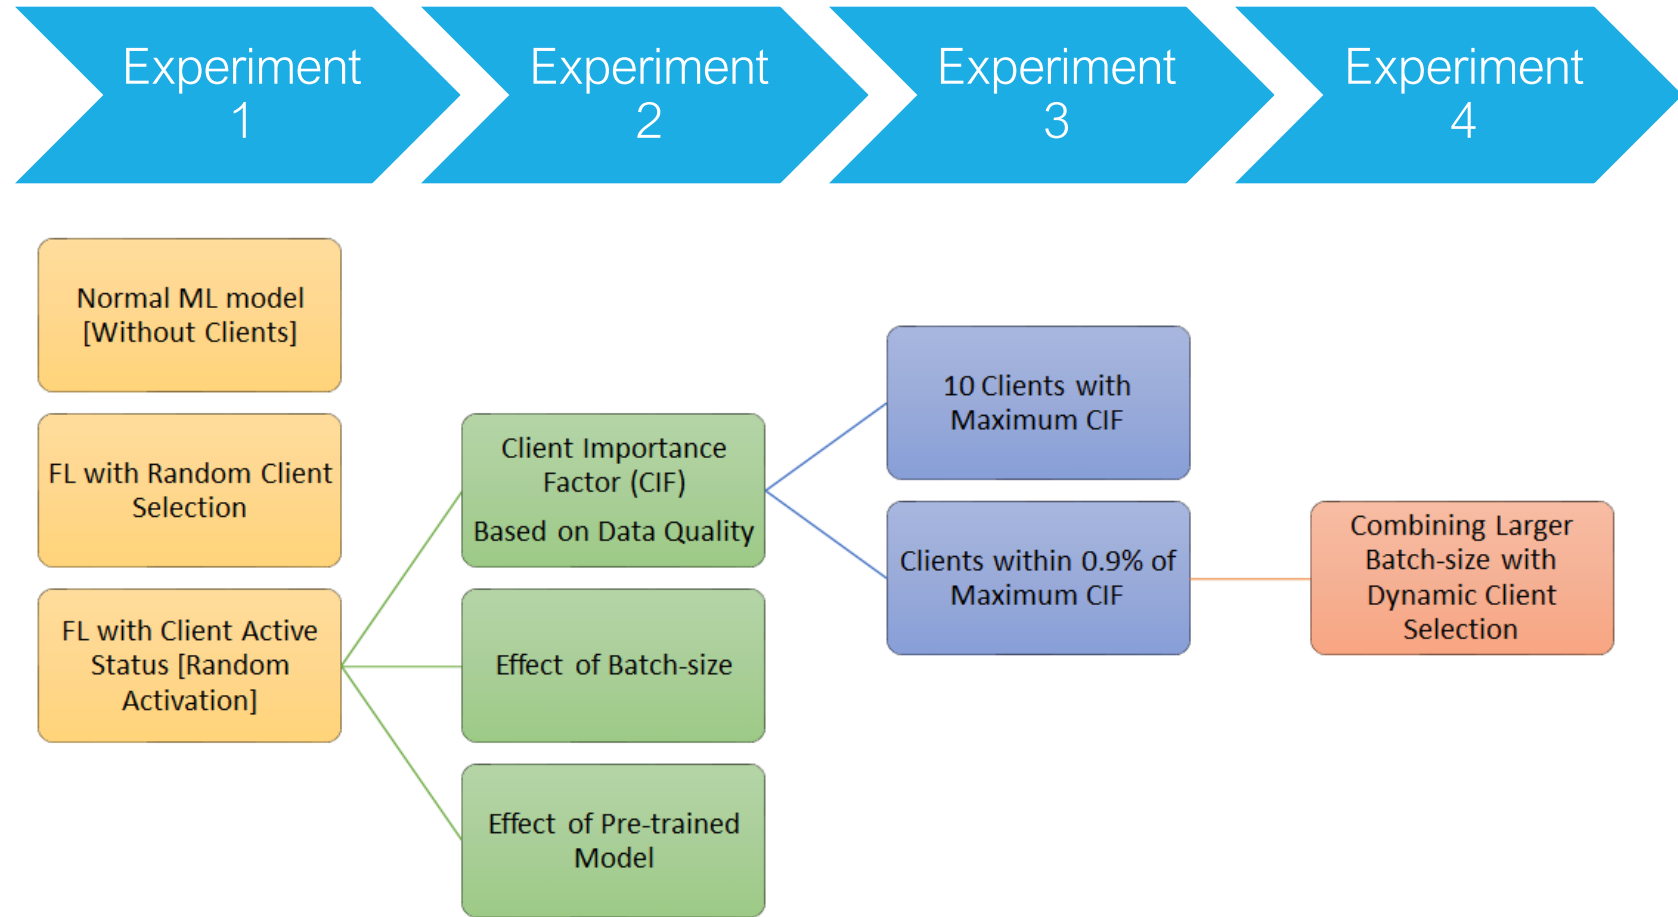 Experiment
1
Experiment
2
Experiment
3
Experiment
4
Normal ML model
[Without Clients]
FL with Random Client
Selection
FL with Client Active
Status [Random
Activation]
Client Importance
Factor (CIF)
Based on Data Quality
Effect of Batch-size
Effect of Pre-trained
Model
10 Clients with
Maximum CIF
Clients within 0.9% of
Maximum CIF
Combining Larger
Batch-size with
Dynamic Client
Selection